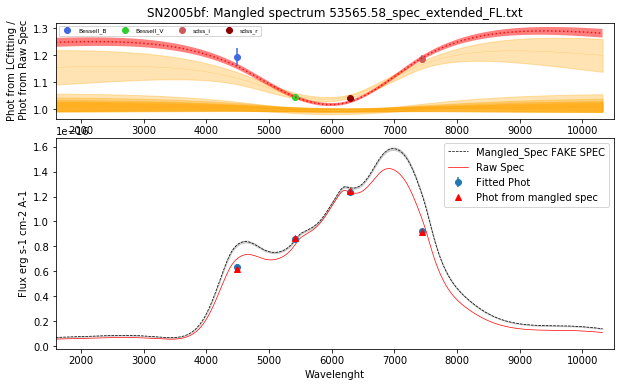 SN2005bf: Mangled spectrum 53565.58_spec_extended_FL.txt
Phot from LCfitting /
Phot from Raw Spec
1.3
1.2
1.1
1.0
Bessell_B
Bessell_V
sdss_i
sdss_r
2000 3000 4000 5000 6000 7000 8000 9000 10000
1e−16
Flux erg s-1 cm-2 A-1
1.6
1.4
1.2
1.0
0.8
0.6
0.4
0.2
0.0
Mangled_Spec FAKE SPEC
Raw Spec
Fitted Phot
Phot from mangled spec
2000 3000 4000 5000 6000 7000 8000 9000 10000
Wavelenght